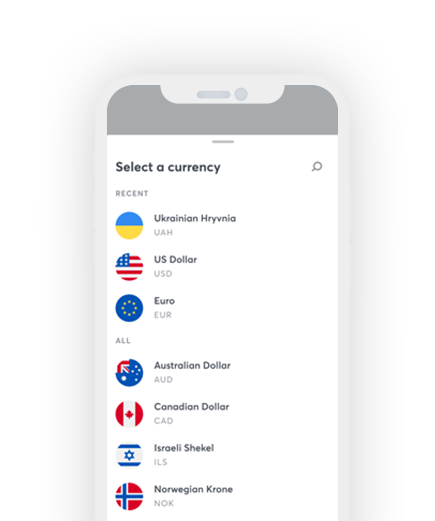 Select a currency
RECENT
Ukrainian Hryvnia
UAH
US Dollar
USD
Euro
EUR
ALL
Australian Dollar
AUD
Canadian Dollar
CAD
Israeli Shekel
ILS
Norwegian Krone
NOK